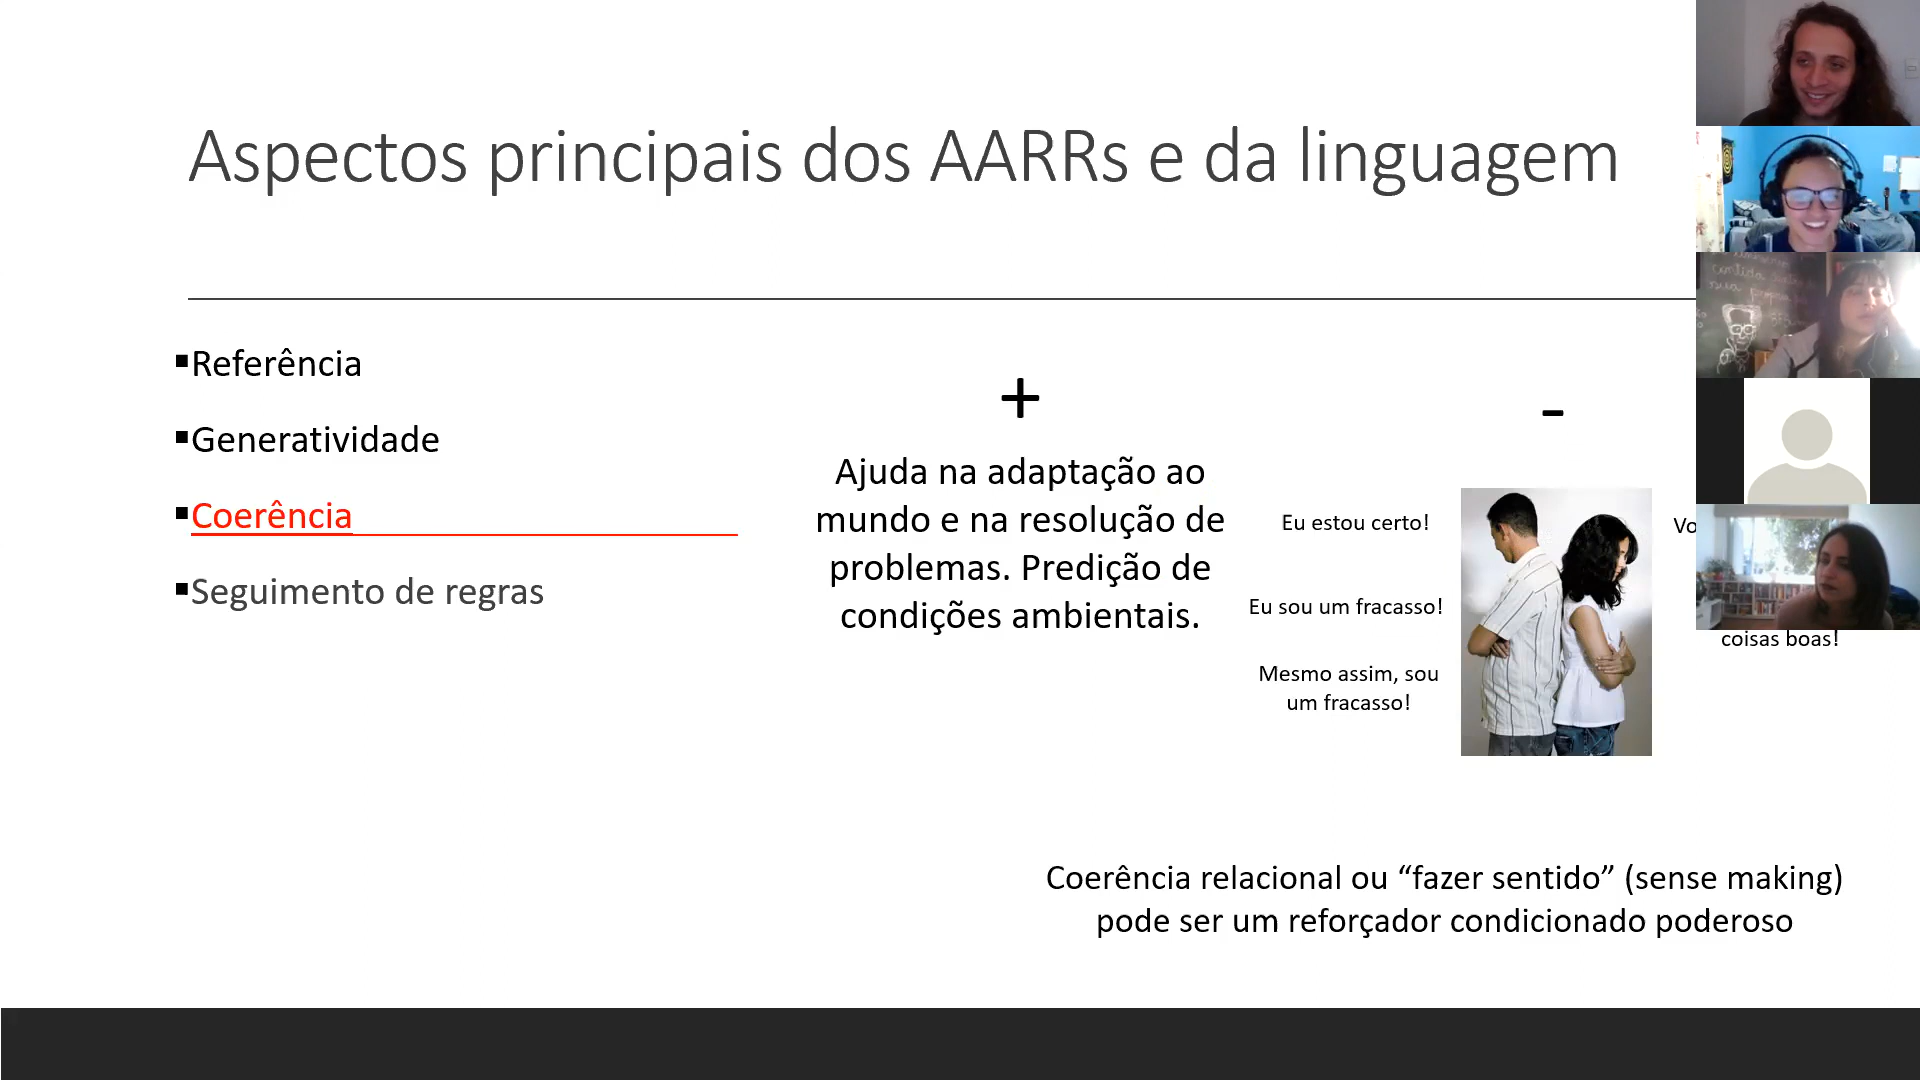 Aspectos principais dos AARRs e da linguagem
▪Referência
▪Generatividade
▪Coerência
▪Seguimento de regras
+
Ajuda na adaptação ao
mundo e na resolução de
problemas. Predição de
condições ambientais.
-
Eu estou certo!
Eu sou um fracasso!
Mesmo assim, sou
um fracasso!
coisas boas!
Coerência relacional ou “fazer sentido” (sense making)
pode ser um reforçador condicionado poderoso